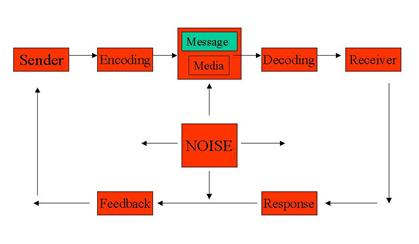 Message
Sender
Encoding
Media
Decoding
Receiver
NOISE
Feedback
Response